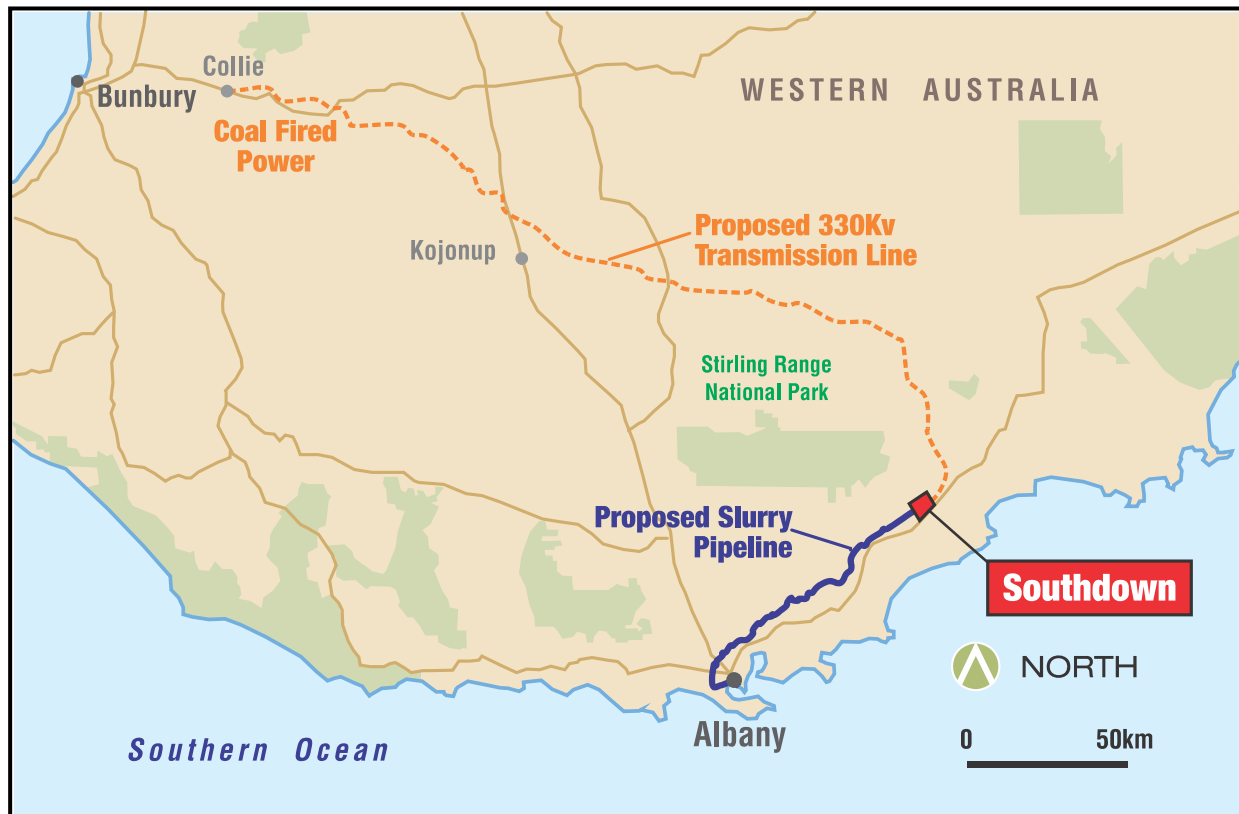 Collie
Bunbury
WESTERN AUSTRALIA
Coal Fired
Power
Proposed 330Kv
Transmission Line
Kojonup
Stirling Range
National Park
Proposed Slurry
Pipeline
Southdown
NORTH
Albany
0 50km
Southern Ocean